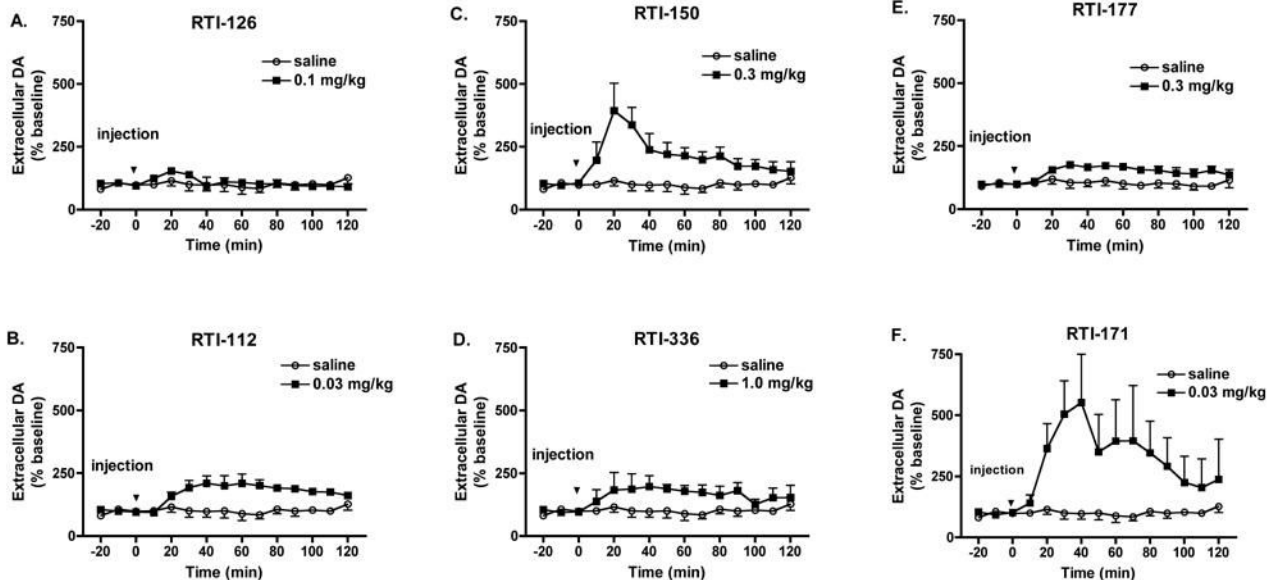 A.
RTI-126
saline
0.1 mg/kg
injection
Extracellular DA
(% baseline)
750
500
250
0
-20 0 20 40 60 80 100 120
Time (min)
C.
RTI-150
saline
0.3 mg/kg
injection
Extracellular DA
(% baseline)
750
500
250
0
-20 0 20 40 60 80 100 120
Time (min)
E.
RTI-177
saline
0.3 mg/kg
injection
Extracellular DA
(% baseline)
750
500
250
0
-20 0 20 40 60 80 100 120
Time (min)
B.
RTI-112
saline
0.03 mg/kg
injection
Extracellular DA
(% baseline)
750
500
250
0
-20 0 20 40 60 80 100 120
Time (min)
D.
RTI-336
saline
1.0 mg/kg
injection
Extracellular DA
(% baseline)
750
500
250
0
-20 0 20 40 60 80 100 120
Time (min)
F.
RTI-171
saline
0.03 mg/kg
injection
Extracellular DA
(% baseline)
750
500
250
0
-20 0 20 40 60 80 100 120
Time (min)